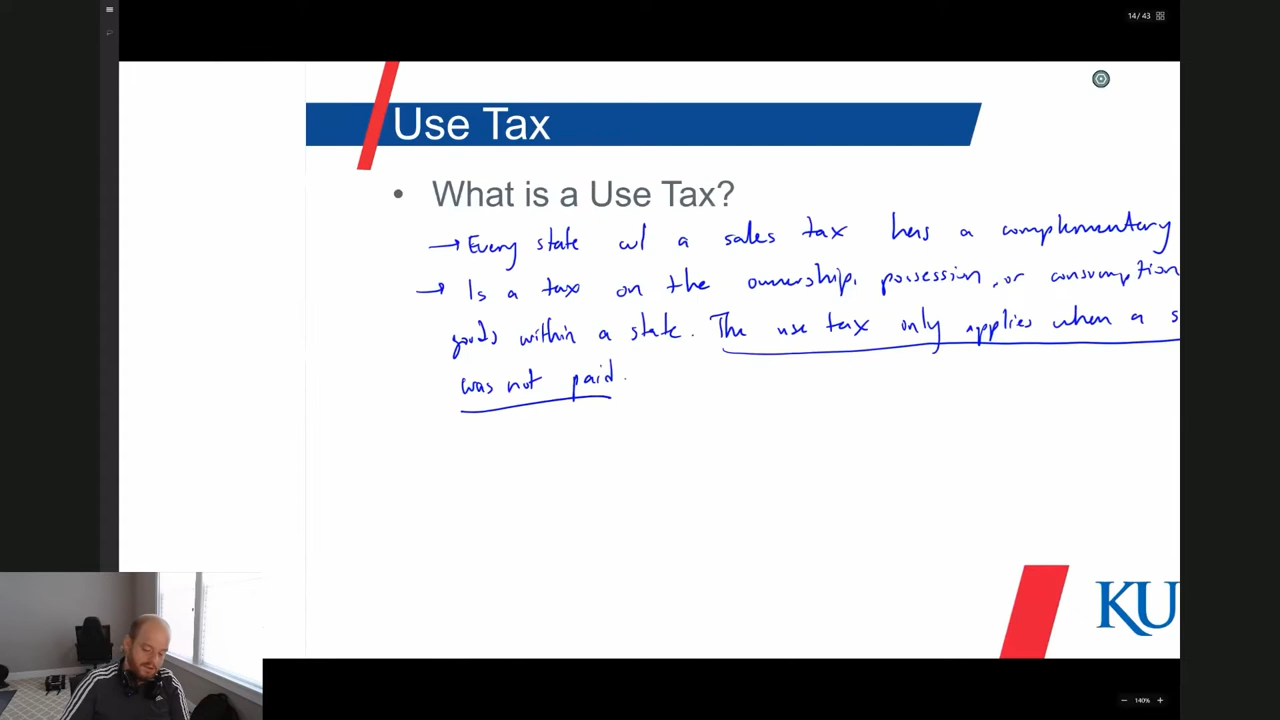 14/43
Use Tax
• What is a Use Tax?
→ Every state w/ a sales tax has a complementary
→ Is a tax on the ownership, possession, or consumption
goods within a state. The use tax only applies when a s
was not paid.
KU
140%